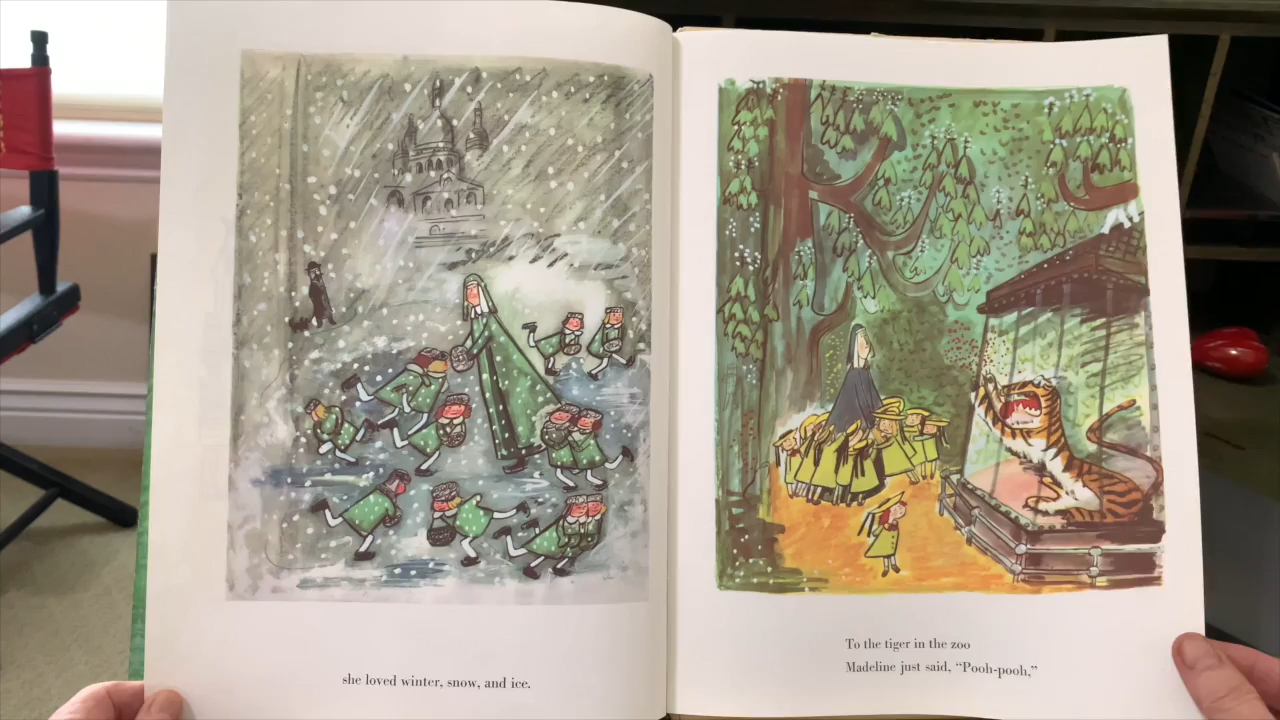 she loved winter, snow, and ice.
To the tiger in the zoo
Madeline just said, “Pooh-pooh,”